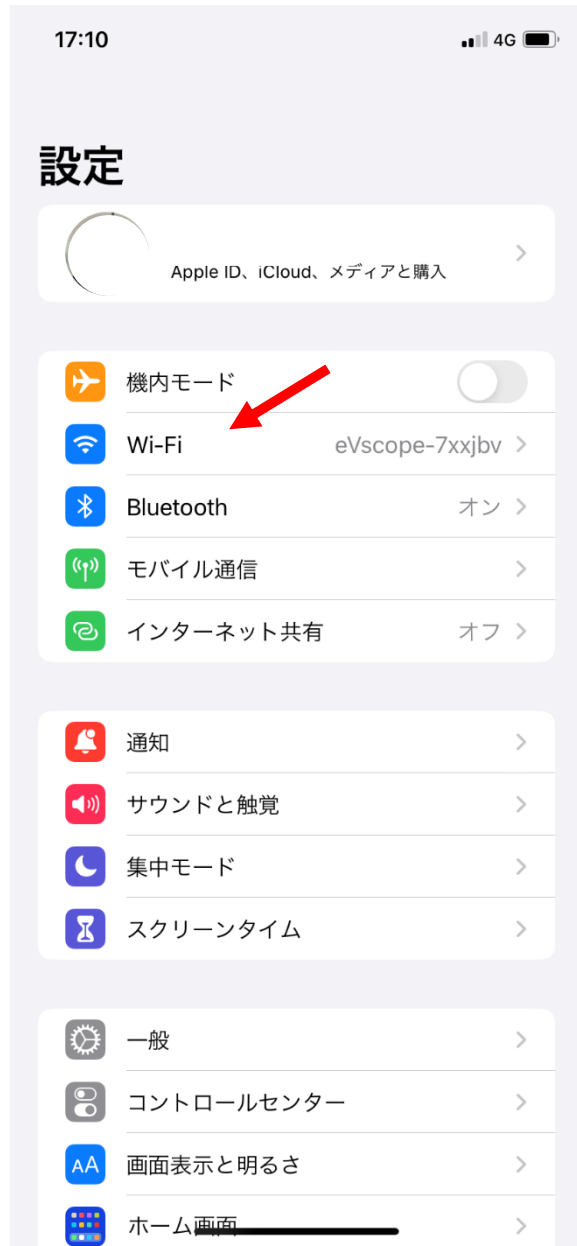 17:10 4G
設定
Apple ID、iCloud、メディアと購入
機内モード
Wi-Fi eVscope-7xxjbv
Bluetooth オン
モバイル通信
インターネット共有 オフ
通知
サウンドと触覚
集中モード
スクリーンタイム
一般
コントロールセンター
AA 画面表示と明るさ
ホーム画面